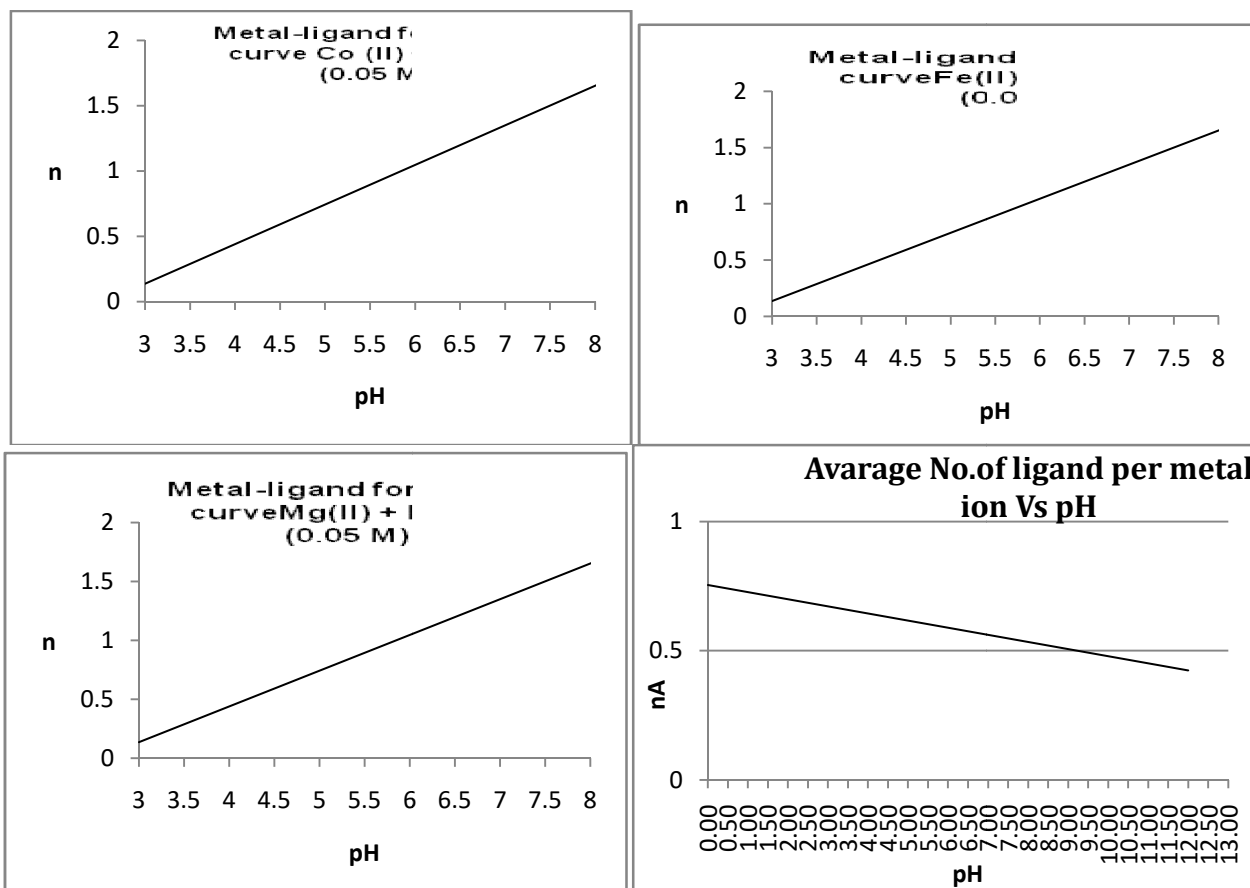 Metal-ligand
curve Co (II)
(0.05 M
2
1.5
1
0.5
0
n
3 3.5 4 4.5 5 5.5 6 6.5 7 7.5 8
pH
Metal-ligand
curveFe(II)
(0.0
2
1.5
1
0.5
0
n
3 3.5 4 4.5 5 5.5 6 6.5 7 7.5 8
pH
Metal-ligand for
curveMg(II) +
(0.05 M)
2
1.5
1
0.5
0
n
3 3.5 4 4.5 5 5.5 6 6.5 7 7.5 8
pH
Avarage No.of ligand per metal
ion Vs pH
1
0.5
0
nA
0.00 0.50 1.00 1.50 2.00 2.50 3.00 3.50 4.00 4.50 5.00 5.50 6.00 6.50 7.00 7.50 8.00 8.50 9.00 9.50 10.00 10.50 11.00 11.50 12.00 12.50 13.00
pH